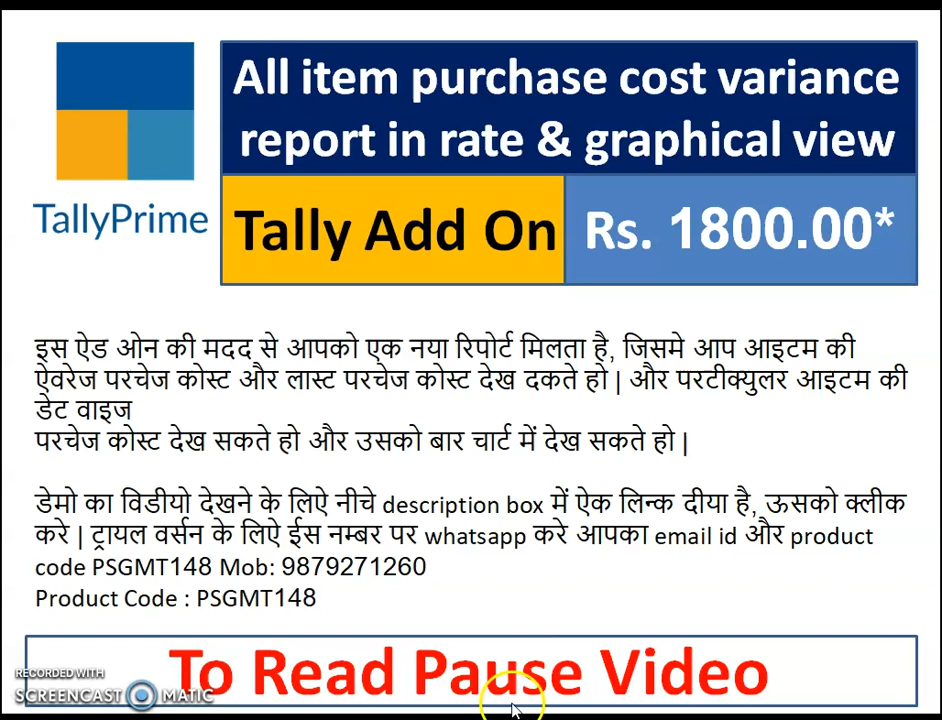 All item purchase cost variance
report in rate & graphical view
TallyPrime
Tally Add On
Rs. 1800.00*
इस ऐड ओन की मदद से आपको एक नया रिपोर्ट मिलता है, जिसमे आप आइटम की
ऐवरेज परचेज कोस्ट और लास्ट परचेज कोस्ट देख दकते हो | और परटीक्युलर आइटम की
डेट वाइज
परचेज कोस्ट देख सकते हो और उसको बार चार्ट में देख सकते हो |
डेमो का विडीयो देखने के लिऐ नीचे description box में ऐक लिन्क दीया है, ऊसको क्लीक
करे | ट्रायल वर्सन के लिऐ ईस नम्बर पर whatsapp करे आपका email id और product
code PSGMT148 Mob: 9879271260
Product Code : PSGMT148
To Read Pause Video
RECORDED WITH
SCREENCAST MATIC